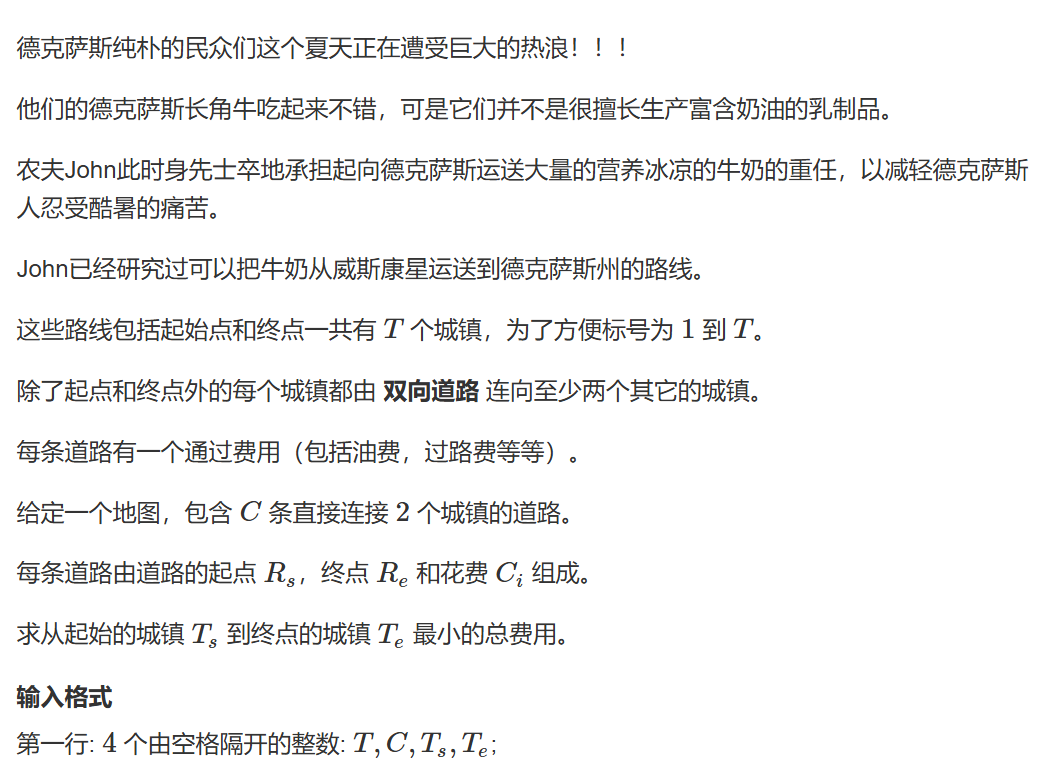 德克萨斯纯朴的民众们这个夏天正在遭受巨大的热浪！！！
他们的德克萨斯长角牛吃起来不错，可是它们并不是很擅长生产富含奶油的乳制品。
农夫John此时身先士卒地承担起向德克萨斯运送大量的营养冰凉的牛奶的重任，以减轻德克萨斯
人忍受酷暑的痛苦。
John已经研究过可以把牛奶从威斯康星运送到德克萨斯州的路线。
这些路线包括起始点和终点一共有 T 个城镇，为了方便标号为 1 到 T。
除了起点和终点外的每个城镇都由 双向道路 连向至少两个其它的城镇。
每条道路有一个通过费用（包括油费，过路费等等）。
给定一个地图，包含 C 条直接连接 2 个城镇的道路。
每条道路由道路的起点 Rs，终点 Re 和花费 Ci 组成。
求从起始的城镇 Ts 到终点的城镇 Te 最小的总费用。
输入格式
第一行: 4 个由空格隔开的整数: T, C, Ts, Te;